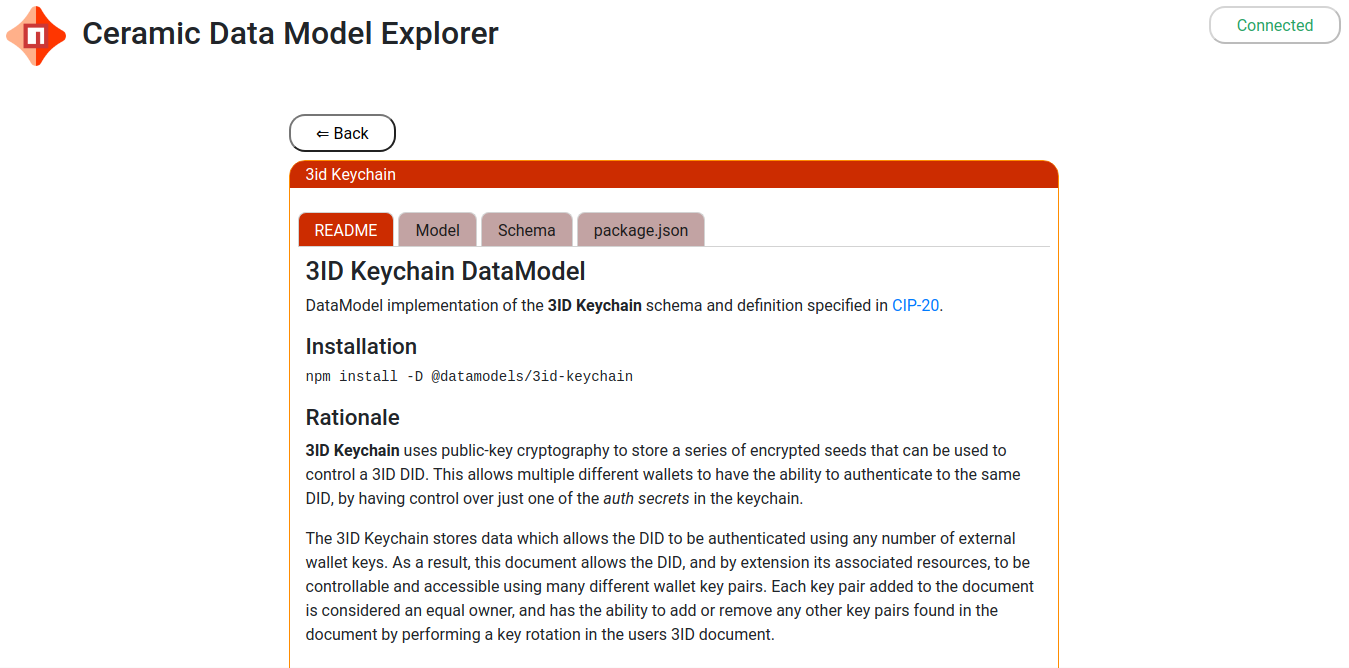 Ceramic Data Model Explorer
Connected
⇐ Back
3id Keychain
README Model Schema package.json
3ID Keychain DataModel
DataModel implementation of the 3ID Keychain schema and definition specified in CIP-20.
Installation
npm install -D @datamodels/3id-keychain
Rationale
3ID Keychain uses public-key cryptography to store a series of encrypted seeds that can be used to
control a 3ID DID. This allows multiple different wallets to have the ability to authenticate to the same
DID, by having control over just one of the auth secrets in the keychain.
The 3ID Keychain stores data which allows the DID to be authenticated using any number of external
wallet keys. As a result, this document allows the DID, and by extension its associated resources, to be
controllable and accessible using many different wallet key pairs. Each key pair added to the document
is considered an equal owner, and has the ability to add or remove any other key pairs found in the
document by performing a key rotation in the users 3ID document.